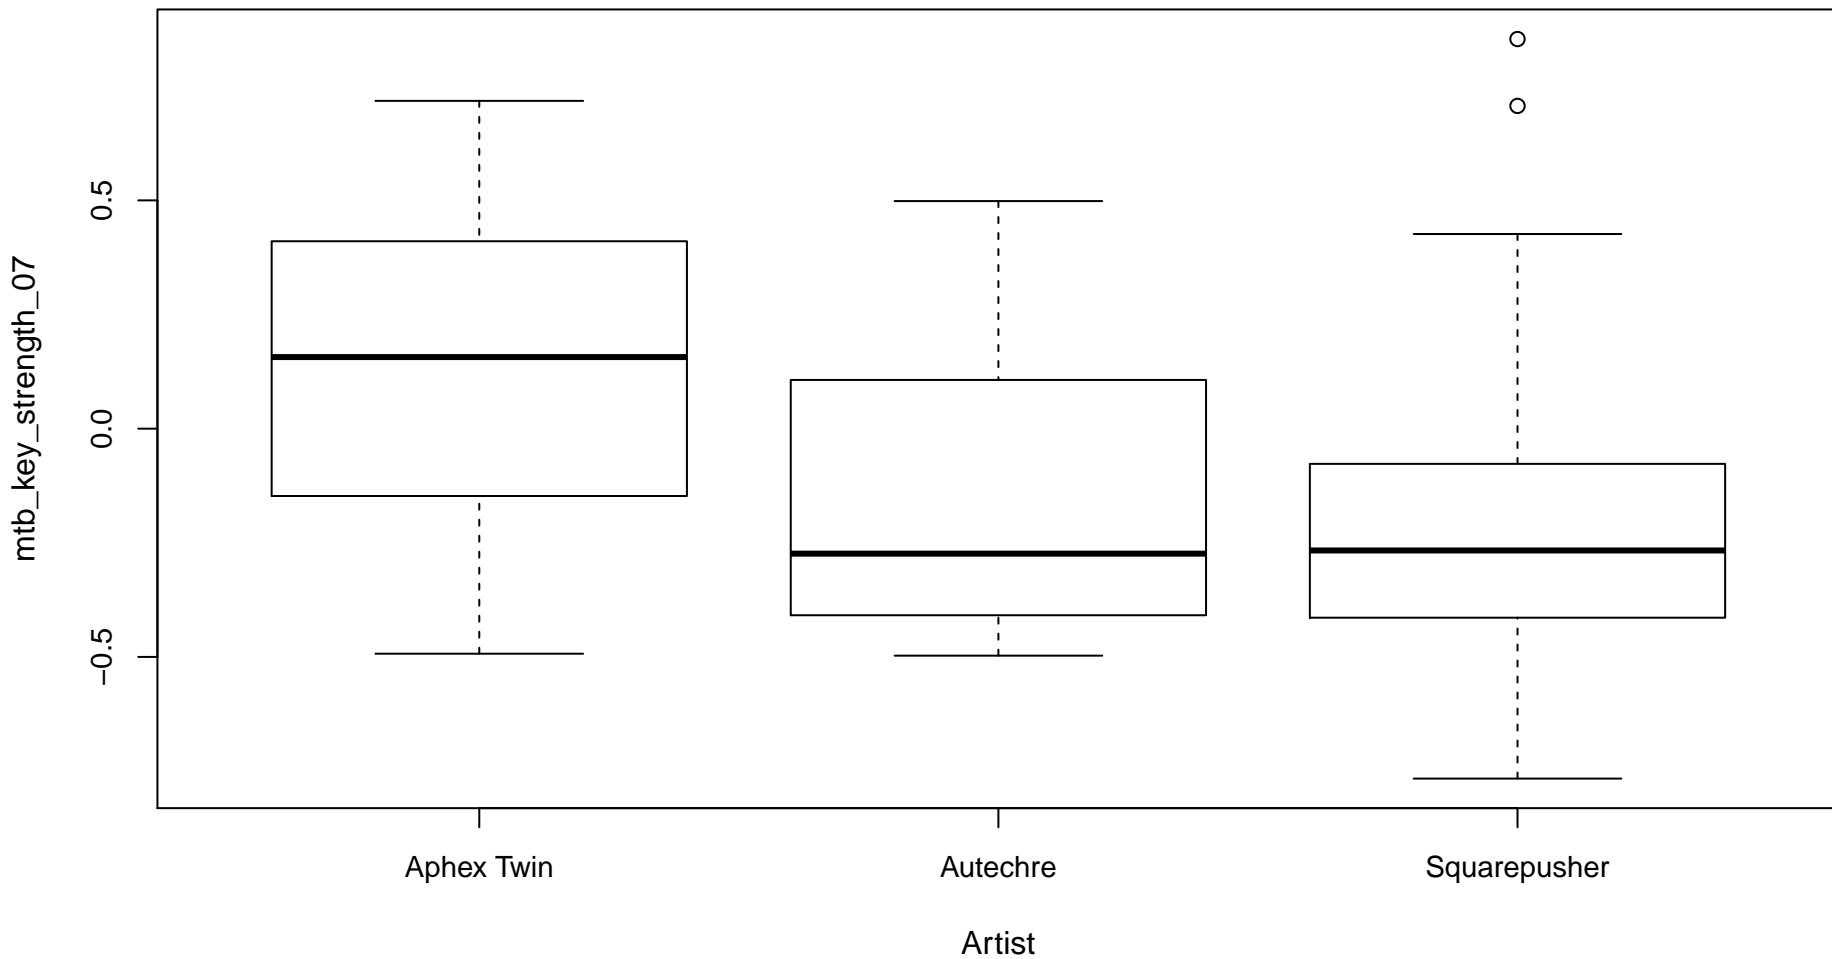 mtb_key_strength_07
0.5
0.0
−0.5
Aphex Twin
Autechre
Squarepusher
Artist